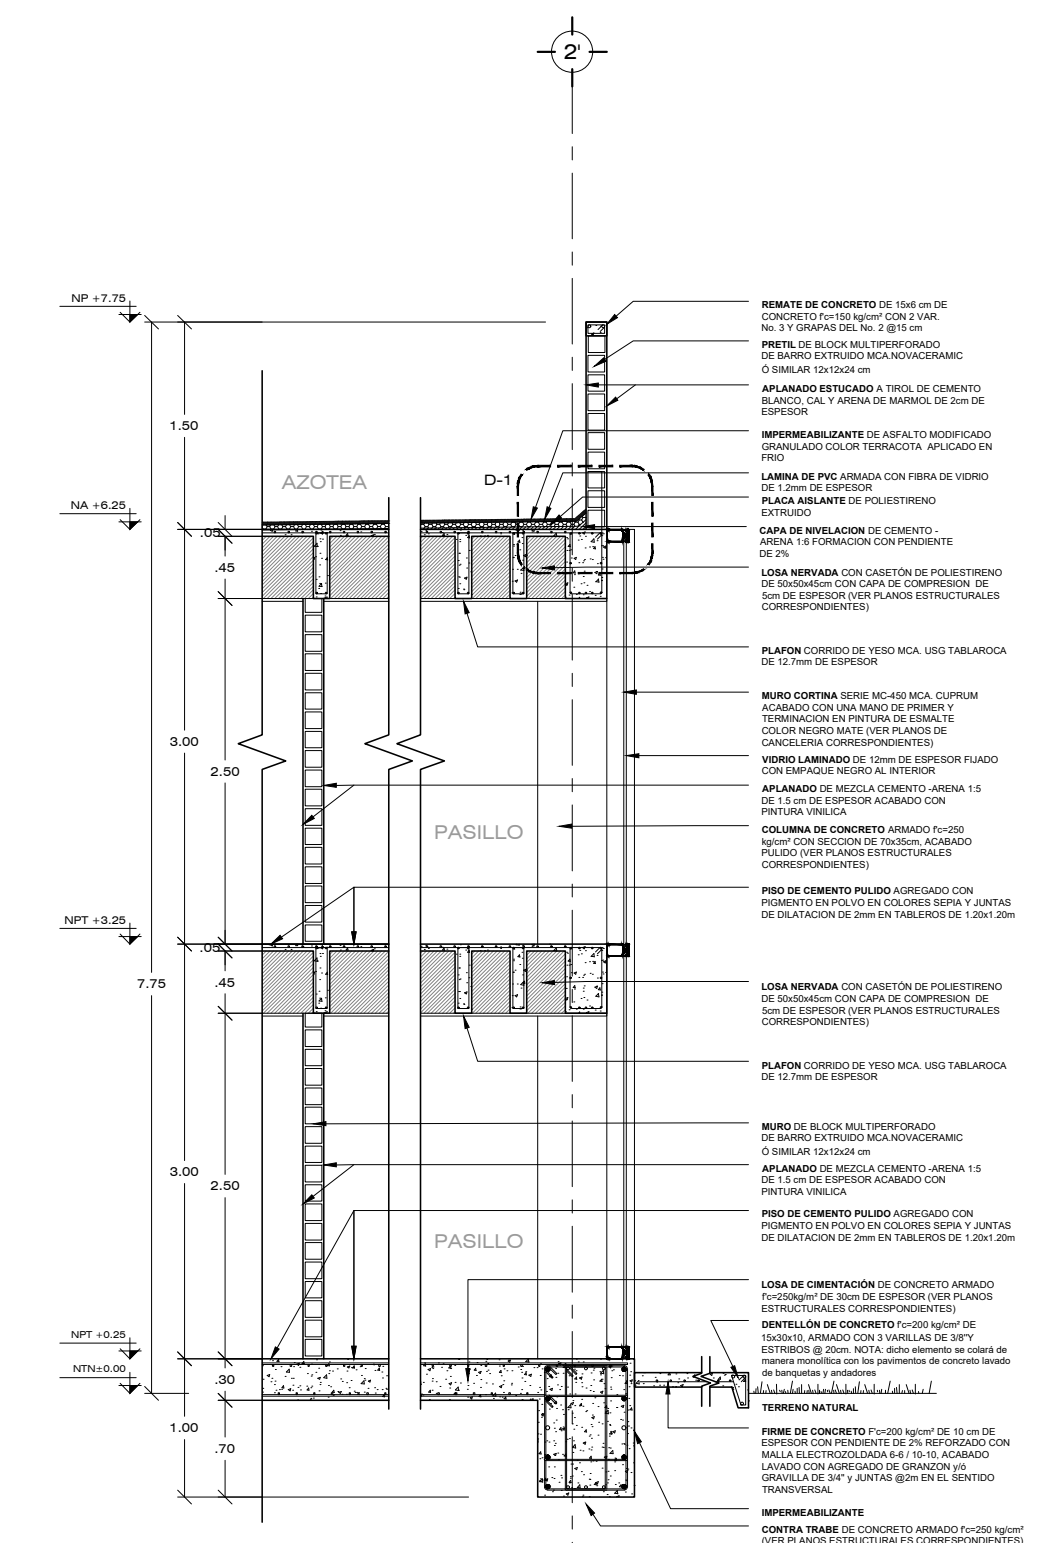 2'
NP +7.75
1.50
AZOTEA
D-1
NA +6.25
.05
.45
3.00
2.50
PASILLO
NPT +3.25
.05
7.75
.45
3.00
2.50
PASILLO
NPT +0.25
NTN±0.00
.30
1.00
.70
REMATE DE CONCRETO DE 15x6 cm DE
CONCRETO f'c=150 kg/cm² CON 2 VAR.
No. 3 Y GRAPAS DEL No. 2 @15 cm
PRETIL DE BLOCK MULTIPERFORADO
DE BARRO EXTRUIDO MCA.NOVACERAMIC
Ó SIMILAR 12x12x24 cm
APLANADO ESTUCADO A TIROL DE CEMENTO
BLANCO, CAL Y ARENA DE MARMOL DE 2cm DE
ESPESOR
IMPERMEABILIZANTE DE ASFALTO MODIFICADO
GRANULADO COLOR TERRACOTA APLICADO EN
FRIO
LAMINA DE PVC ARMADA CON FIBRA DE VIDRIO
DE 1.2mm DE ESPESOR
PLACA AISLANTE DE POLIESTIRENO
EXTRUIDO
CAPA DE NIVELACION DE CEMENTO -
ARENA 1:6 FORMACION CON PENDIENTE
DE 2%
LOSA NERVADA CON CASETÓN DE POLIESTIRENO
DE 50x50x45cm CON CAPA DE COMPRESION DE
5cm DE ESPESOR (VER PLANOS ESTRUCTURALES
CORRESPONDIENTES)
PLAFON CORRIDO DE YESO MCA. USG TABLAROCA
DE 12.7mm DE ESPESOR
MURO CORTINA SERIE MC-450 MCA. CUPRUM
ACABADO CON UNA MANO DE PRIMER Y
TERMINACION EN PINTURA DE ESMALTE
COLOR NEGRO MATE (VER PLANOS DE
CANCELERIA CORRESPONDIENTES)
VIDRIO LAMINADO DE 12mm DE ESPESOR FIJADO
CON EMPAQUE NEGRO AL INTERIOR
APLANADO DE MEZCLA CEMENTO -ARENA 1:5
DE 1.5 cm DE ESPESOR ACABADO CON
PINTURA VINILICA
COLUMNA DE CONCRETO ARMADO f'c=250
kg/cm² CON SECCION DE 70x35cm, ACABADO
PULIDO (VER PLANOS ESTRUCTURALES
CORRESPONDIENTES)
PISO DE CEMENTO PULIDO AGREGADO CON
PIGMENTO EN POLVO EN COLORES SEPIA Y JUNTAS
DE DILATACION DE 2mm EN TABLEROS DE 1.20x1.20m
LOSA NERVADA CON CASETÓN DE POLIESTIRENO
DE 50x50x45cm CON CAPA DE COMPRESION DE
5cm DE ESPESOR (VER PLANOS ESTRUCTURALES
CORRESPONDIENTES)
PLAFON CORRIDO DE YESO MCA. USG TABLAROCA
DE 12.7mm DE ESPESOR
MURO DE BLOCK MULTIPERFORADO
DE BARRO EXTRUIDO MCA.NOVACERAMIC
Ó SIMILAR 12x12x24 cm
APLANADO DE MEZCLA CEMENTO -ARENA 1:5
DE 1.5 cm DE ESPESOR ACABADO CON
PINTURA VINILICA
PISO DE CEMENTO PULIDO AGREGADO CON
PIGMENTO EN POLVO EN COLORES SEPIA Y JUNTAS
DE DILATACION DE 2mm EN TABLEROS DE 1.20x1.20m
LOSA DE CIMENTACIÓN DE CONCRETO ARMADO
f'c=250kg/m² DE 30cm DE ESPESOR (VER PLANOS
ESTRUCTURALES CORRESPONDIENTES)
DENTELLÓN DE CONCRETO f'c=200 kg/cm² DE
15x30x10, ARMADO CON 3 VARILLAS DE 3/8"Y
ESTRIBOS @ 20cm. NOTA: dicho elemento se colará de
manera monolítica con los pavimentos de concreto lavado
de banquetas y andadores
TERRENO NATURAL
FIRME DE CONCRETO F'c=200 kg/cm² DE 10 cm DE
ESPESOR CON PENDIENTE DE 2% REFORZADO CON
MALLA ELECTROZOLDADA 6-6 / 10-10, ACABADO
LAVADO CON AGREGADO DE GRANZON y/ó
GRAVILLA DE 3/4" y JUNTAS @2m EN EL SENTIDO
TRANSVERSAL
IMPERMEABILIZANTE
CONTRA TRABE DE CONCRETO ARMADO f'c=250 kg/cm²
(VER PLANOS ESTRUCTURALES CORRESPONDIENTES)